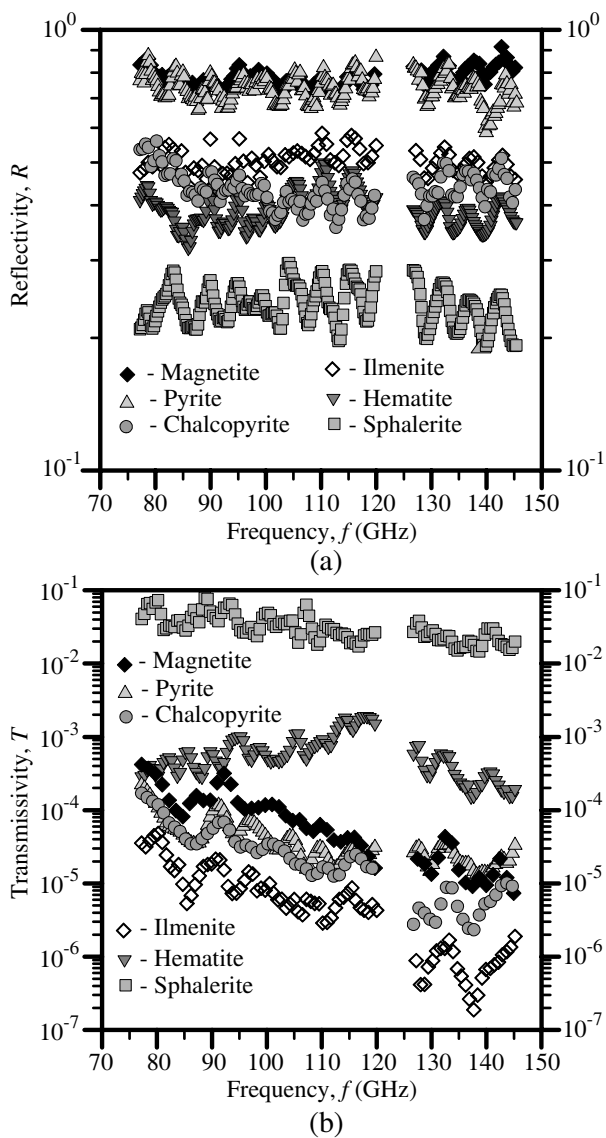 10^0 10^0
Reflectivity, R
◆ - Magnetite ◇ - Ilmenite
△ - Pyrite ▼ - Hematite
● - Chalcopyrite ■ - Sphalerite
10^-1 10^-1
70 80 90 100 110 120 130 140 150
Frequency, f (GHz)
(a)
10^-1 10^-1
10^-2 10^-2
◆ - Magnetite
△ - Pyrite
● - Chalcopyrite
10^-3 10^-3
Transmissivity, T
10^-4 10^-4
10^-5 10^-5
◇ - Ilmenite
10^-6 10^-6
▼ - Hematite
■ - Sphalerite
10^-7 10^-7
70 80 90 100 110 120 130 140 150
Frequency, f (GHz)
(b)